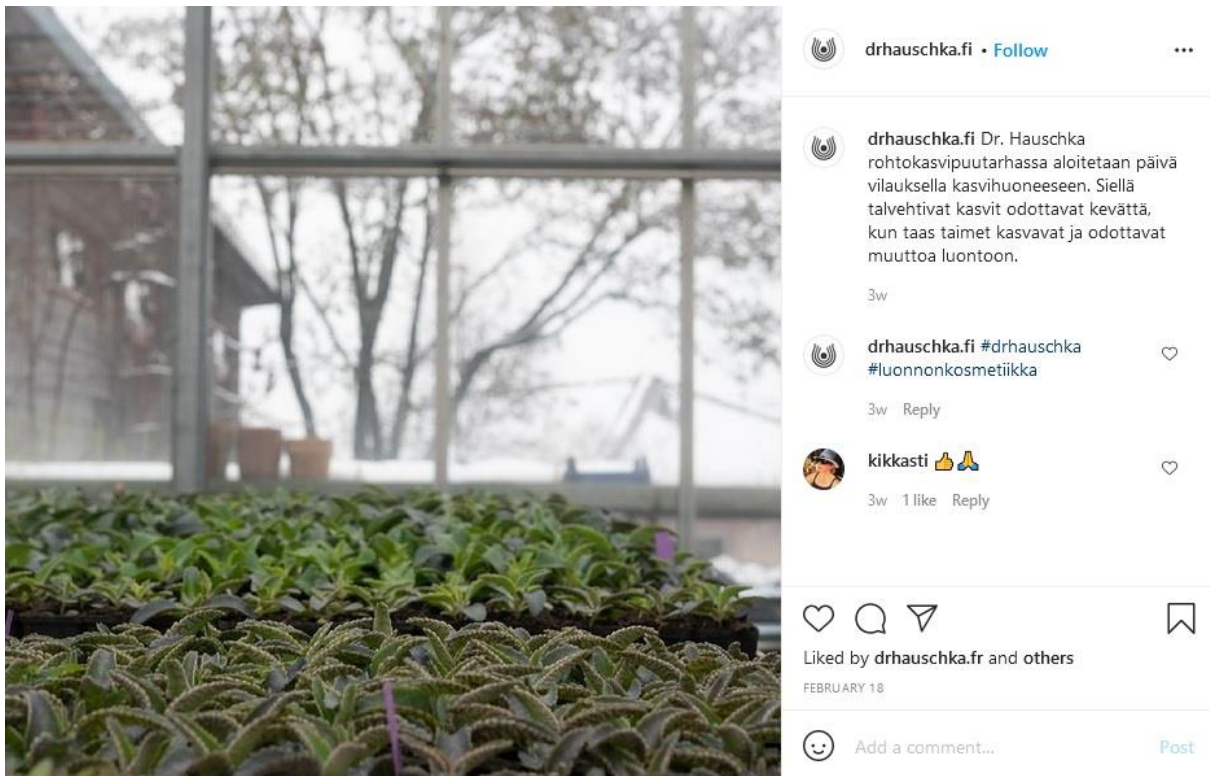 drhauschka.fi • Follow
drhauschka.fi Dr. Hauschka
rohtokasvipuutarhassa aloitetaan päivä
vilauksella kasvihuoneeseen. Siellä
talvehtivat kasvit odottavat kevättä,
kun taas taimet kasvavat ja odottavat
muuttoa luontoon.
3w
drhauschka.fi #drhauschka
#luonnonkosmetiikka
3w Reply
kikkasti 👍🙏
3w 1 like Reply
Liked by drhauschka.fr and others
FEBRUARY 18
Add a comment...
Post